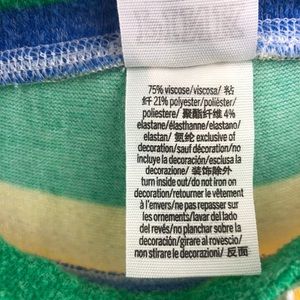 75% viscose/viscosa/ 粘
纤 21% polyester/polièster/
poliestere/ 聚酯纤维 4%
elastane/élasthanne/elastano/
elastan/ 氨纶 exclusive of
decoration/sauf décoration/no
incluye la decoración/esclusa la
decorazione/ 装饰除外
turn inside out/do not iron on
decoration/retourner le vêtement
à l'envers/ne pas repasser sur
les ornements/lavar del lado
del revés/no planchar sobre la
decoración/girare al rovescio/
non stirare le decorazioni/ 反面